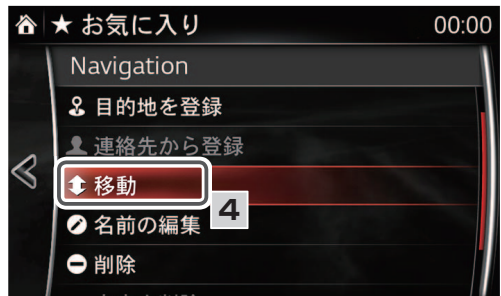 ★ お気に入り 00:00
Navigation
目的地を登録
連絡先から登録
移動
4
名前の編集
削除